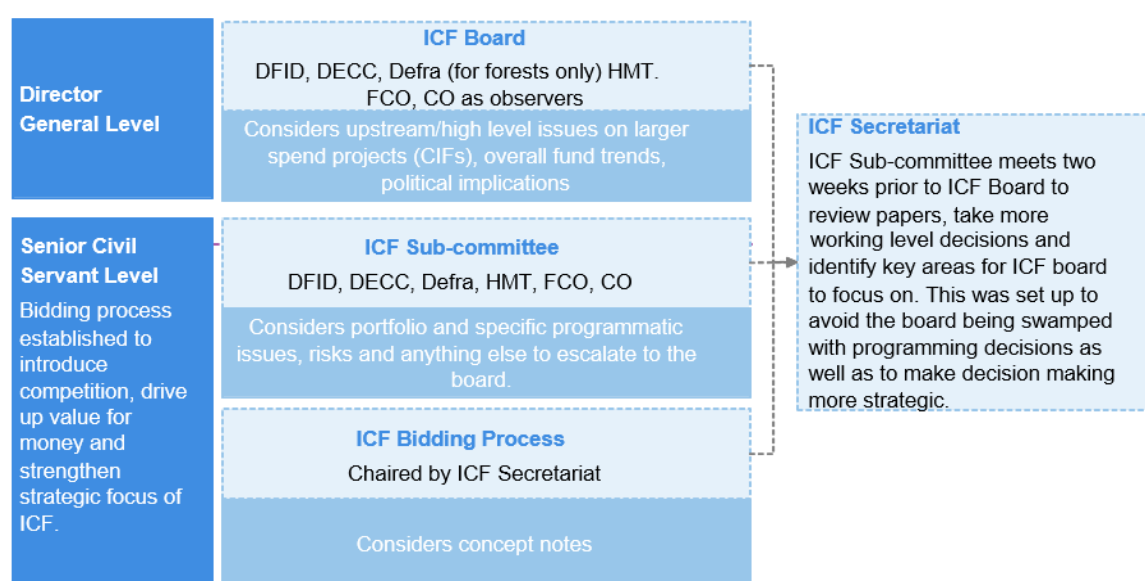 Director
General Level
ICF Board
DFID, DECC, Defra (for forests only) HMT.
FCO, CO as observers
Considers upstream/high level issues on larger
spend projects (CIFs), overall fund trends,
political implications
Senior Civil
Servant Level
Bidding process
established to
introduce
competition, drive
up value for
money and
strengthen
strategic focus of
ICF.
ICF Sub-committee
DFID, DECC, Defra, HMT, FCO, CO
Considers portfolio and specific programmatic
issues, risks and anything else to escalate to the
board.
ICF Bidding Process
Chaired by ICF Secretariat
Considers concept notes
ICF Secretariat
ICF Sub-committee meets two
weeks prior to ICF Board to
review papers, take more
working level decisions and
identify key areas for ICF board
to focus on. This was set up to
avoid the board being swamped
with programming decisions as
well as to make decision making
more strategic.